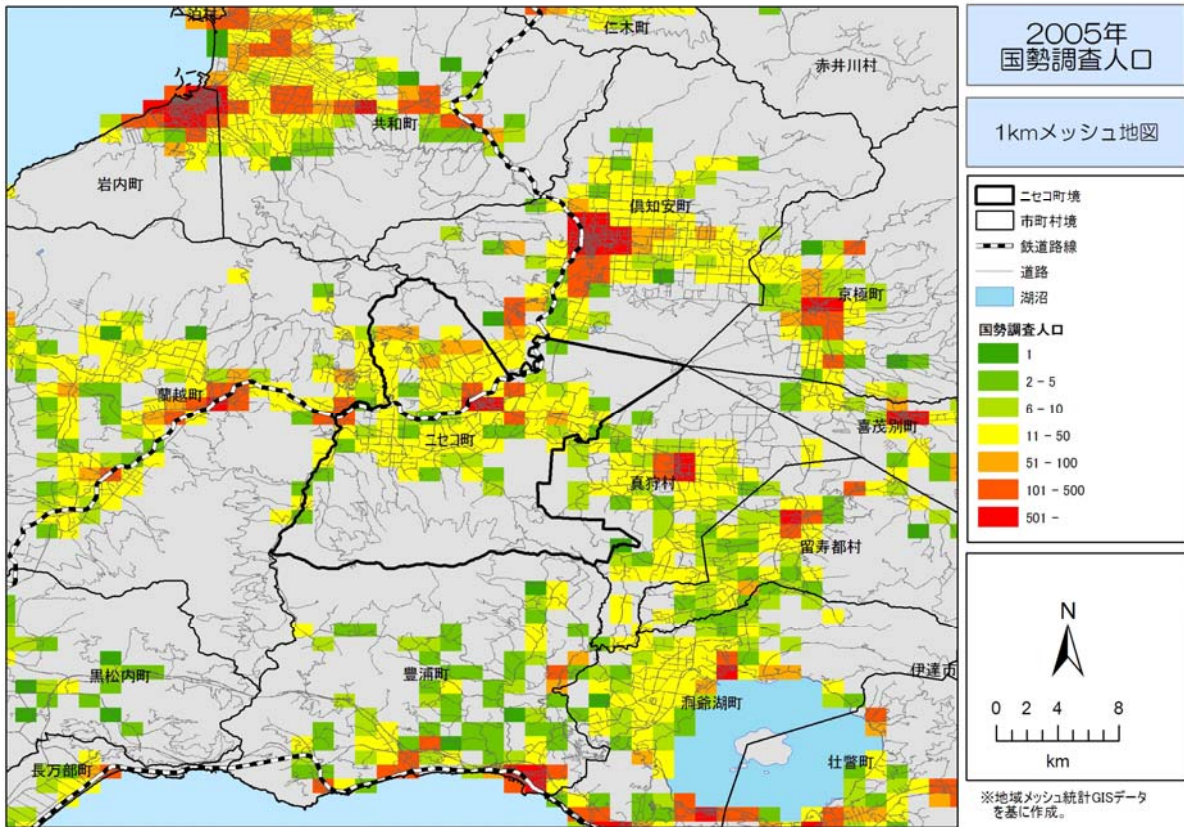 2005年
国勢調査人口
1kmメッシュ地図
ニセコ町境
市町村境
鉄道路線
道路
湖沼
国勢調査人口
1
2 - 5
6 - 10
11 - 50
51 - 100
101 - 500
501 -
N
0 2 4 8
km
※地域メッシュ統計GISデータ
を基に作成。
泊村
仁木町
赤井川村
共和町
岩内町
倶知安町
京極町
蘭越町
喜茂別町
ニセコ町
真狩村
留寿都村
黒松内町
豊浦町
伊達市
洞爺湖町
長万部町
壮瞥町